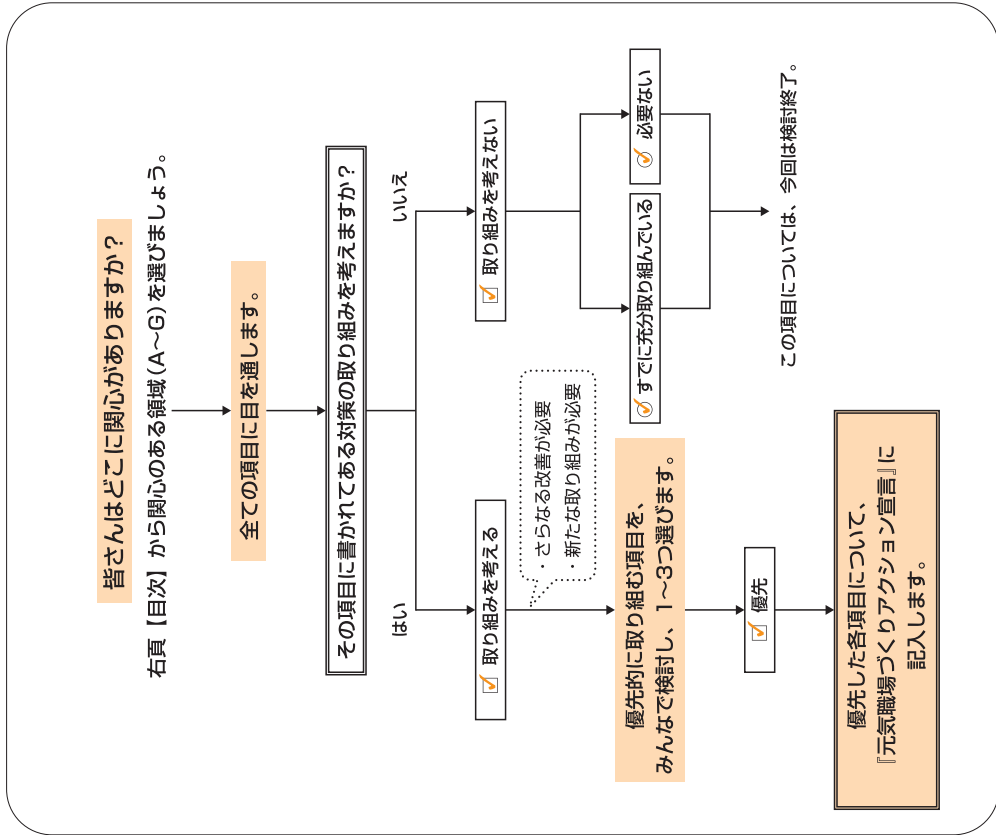 皆さんはどこに関心がありますか？
右頁【目次】から関心のある領域（A～G）を選びましょう。
全ての項目に目を通します。
その項目に書かれてある対策の取り組みを考えますか？
はい
いいえ
取り組みを考える
・さらなる改善が必要
・新たな取り組みが必要
優先的に取り組む項目を、
みんなで検討し、1～3つ選びます。
優先
優先した各項目について、
『元気職場づくりアクション宣言』に
記入します。
取り組みを考えない
すでに充分取り組んでいる
必要ない
この項目については、今回は検討終了。